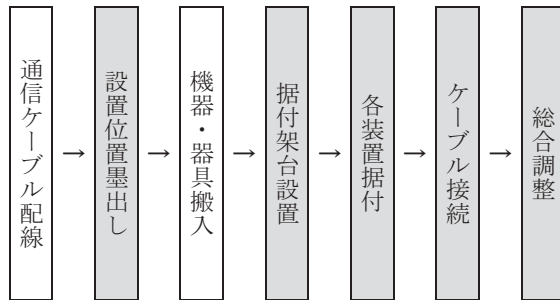 通信ケーブル配線
→
設置位置墨出し
→
機器・器具搬入
→
据付架台設置
→
各装置据付
→
ケーブル接続
→
総合調整